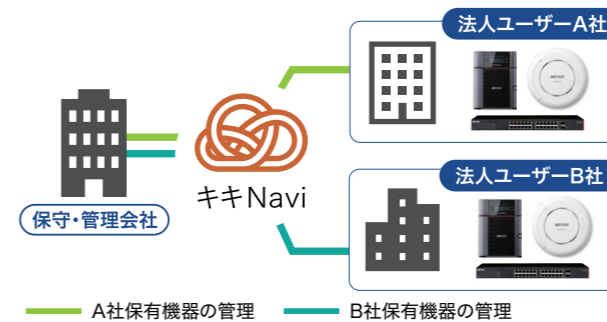 法人ユーザーA社
キキNavi
保守・管理会社
法人ユーザーB社
A社保有機器の管理
B社保有機器の管理